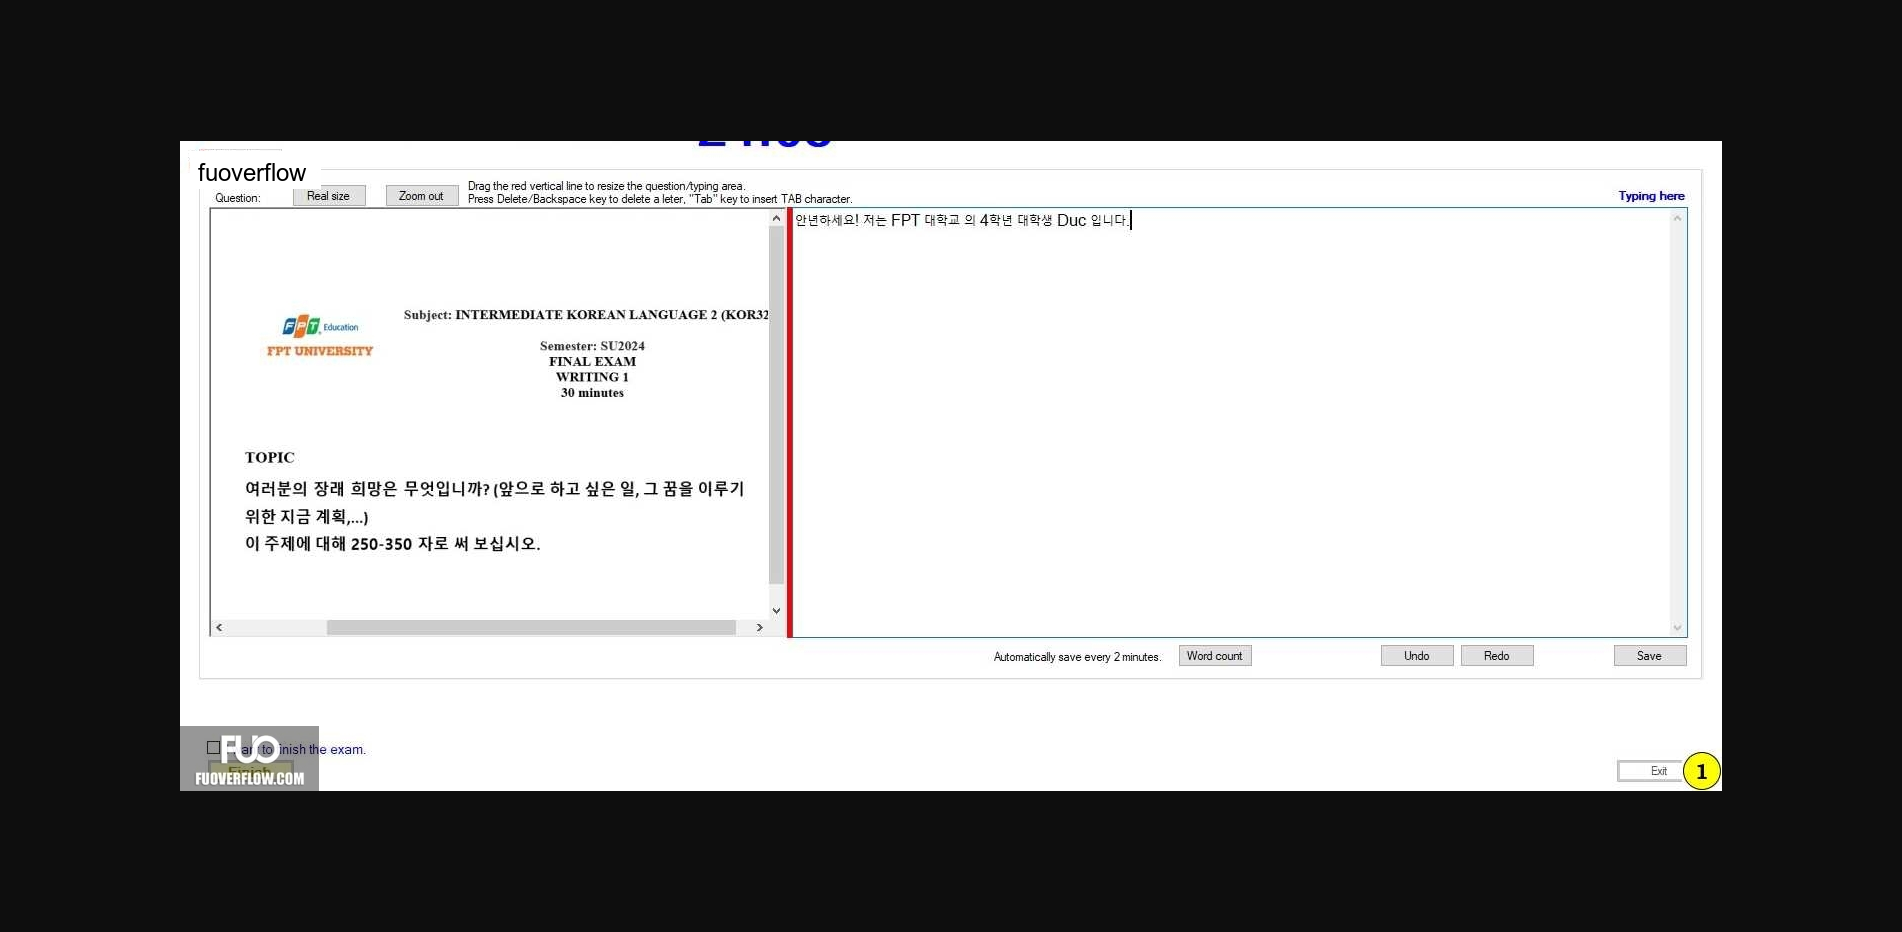 fuoverflow
Question:
Real size
Zoom out
Drag the red vertical line to resize the question/typing area.
Press Delete/Backspace key to delete a leter, "Tab" key to insert TAB character.
Typing here
FPT Education
FPT UNIVERSITY
Subject: INTERMEDIATE KOREAN LANGUAGE 2 (KOR32
Semester: SU2024
FINAL EXAM
WRITING 1
30 minutes
TOPIC
여러분의 장래 희망은 무엇입니까? (앞으로 하고 싶은 일, 그 꿈을 이루기
위한 지금 계획,...)
이 주제에 대해 250-350 자로 써 보십시오.
안녕하세요! 저는 FPT 대학교 의 4학년 대학생 Duc 입니다.
Automatically save every 2 minutes.
Word count
Undo
Redo
Save
to finish the exam.
FUO
FUOVERFLOW.COM
Exit
1